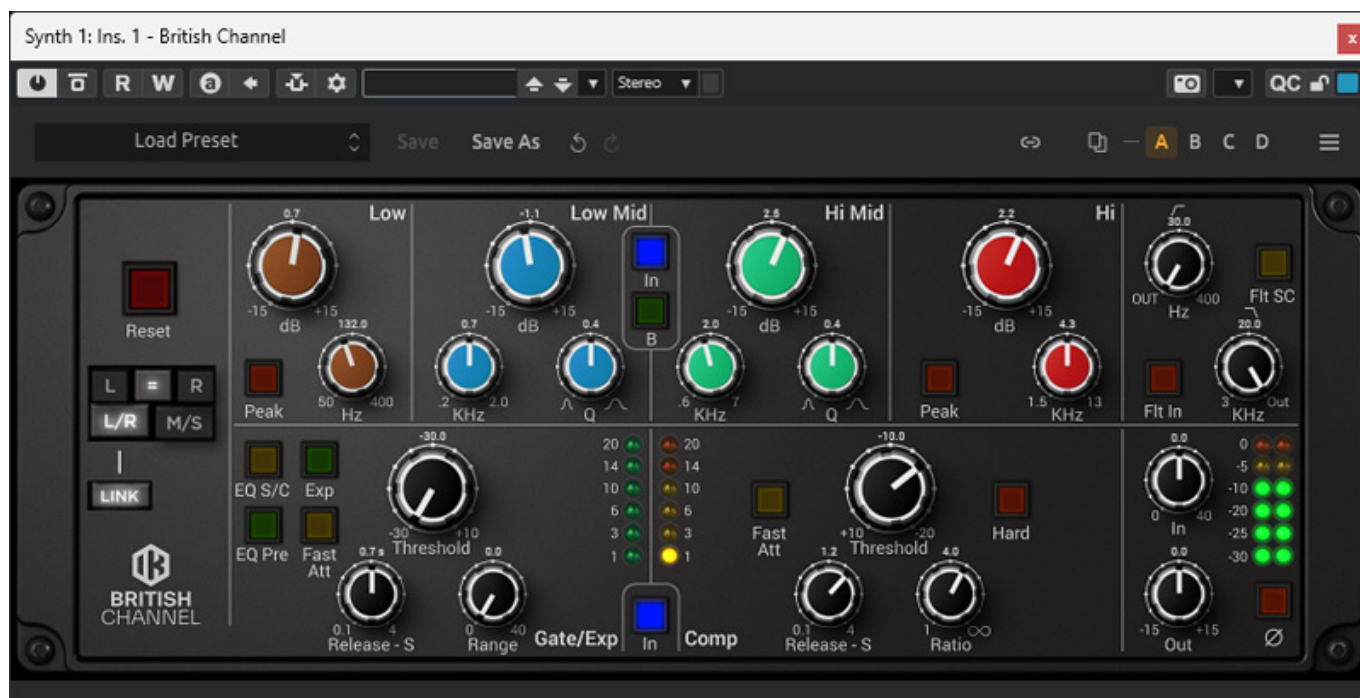 Synth 1: Ins. 1 - British Channel
x
R W a Stereo QC
Load Preset Save Save As A B C D
0.7 Low -1.1 Low Mid 2.6 Hi Mid 2.2 Hi 30.0
Reset
-15 +15 dB -15 +15 dB In -15 +15 dB -15 +15 dB OUT 400 Hz Flt SC
B
132.0 0.7 0.4 2.0 0.4 4.3 20.0
L = R
L/R M/S
Peak 50 400 Hz .2 2.0 KHz Q .6 7 KHz Q Peak 1.5 13 KHz Flt In 3 Out KHz
LINK
-30.0 -10.0 0.0
20 20 0
14 14 -5
EQ S/C Exp 10 10 -10
-30 +10 Threshold 6 6 Fast Att +10 -20 Threshold Hard 0 40 In -20
3 3 -25
EQ Pre Fast Att 1 1 -30
0.7 s 0.0 1.2 4.0 0.0
BRITISH
CHANNEL
0.1 4 Release - S 0 40 Range Gate/Exp In Comp 0.1 4 Release - S 1 ∞ Ratio -15 +15 Out Ø